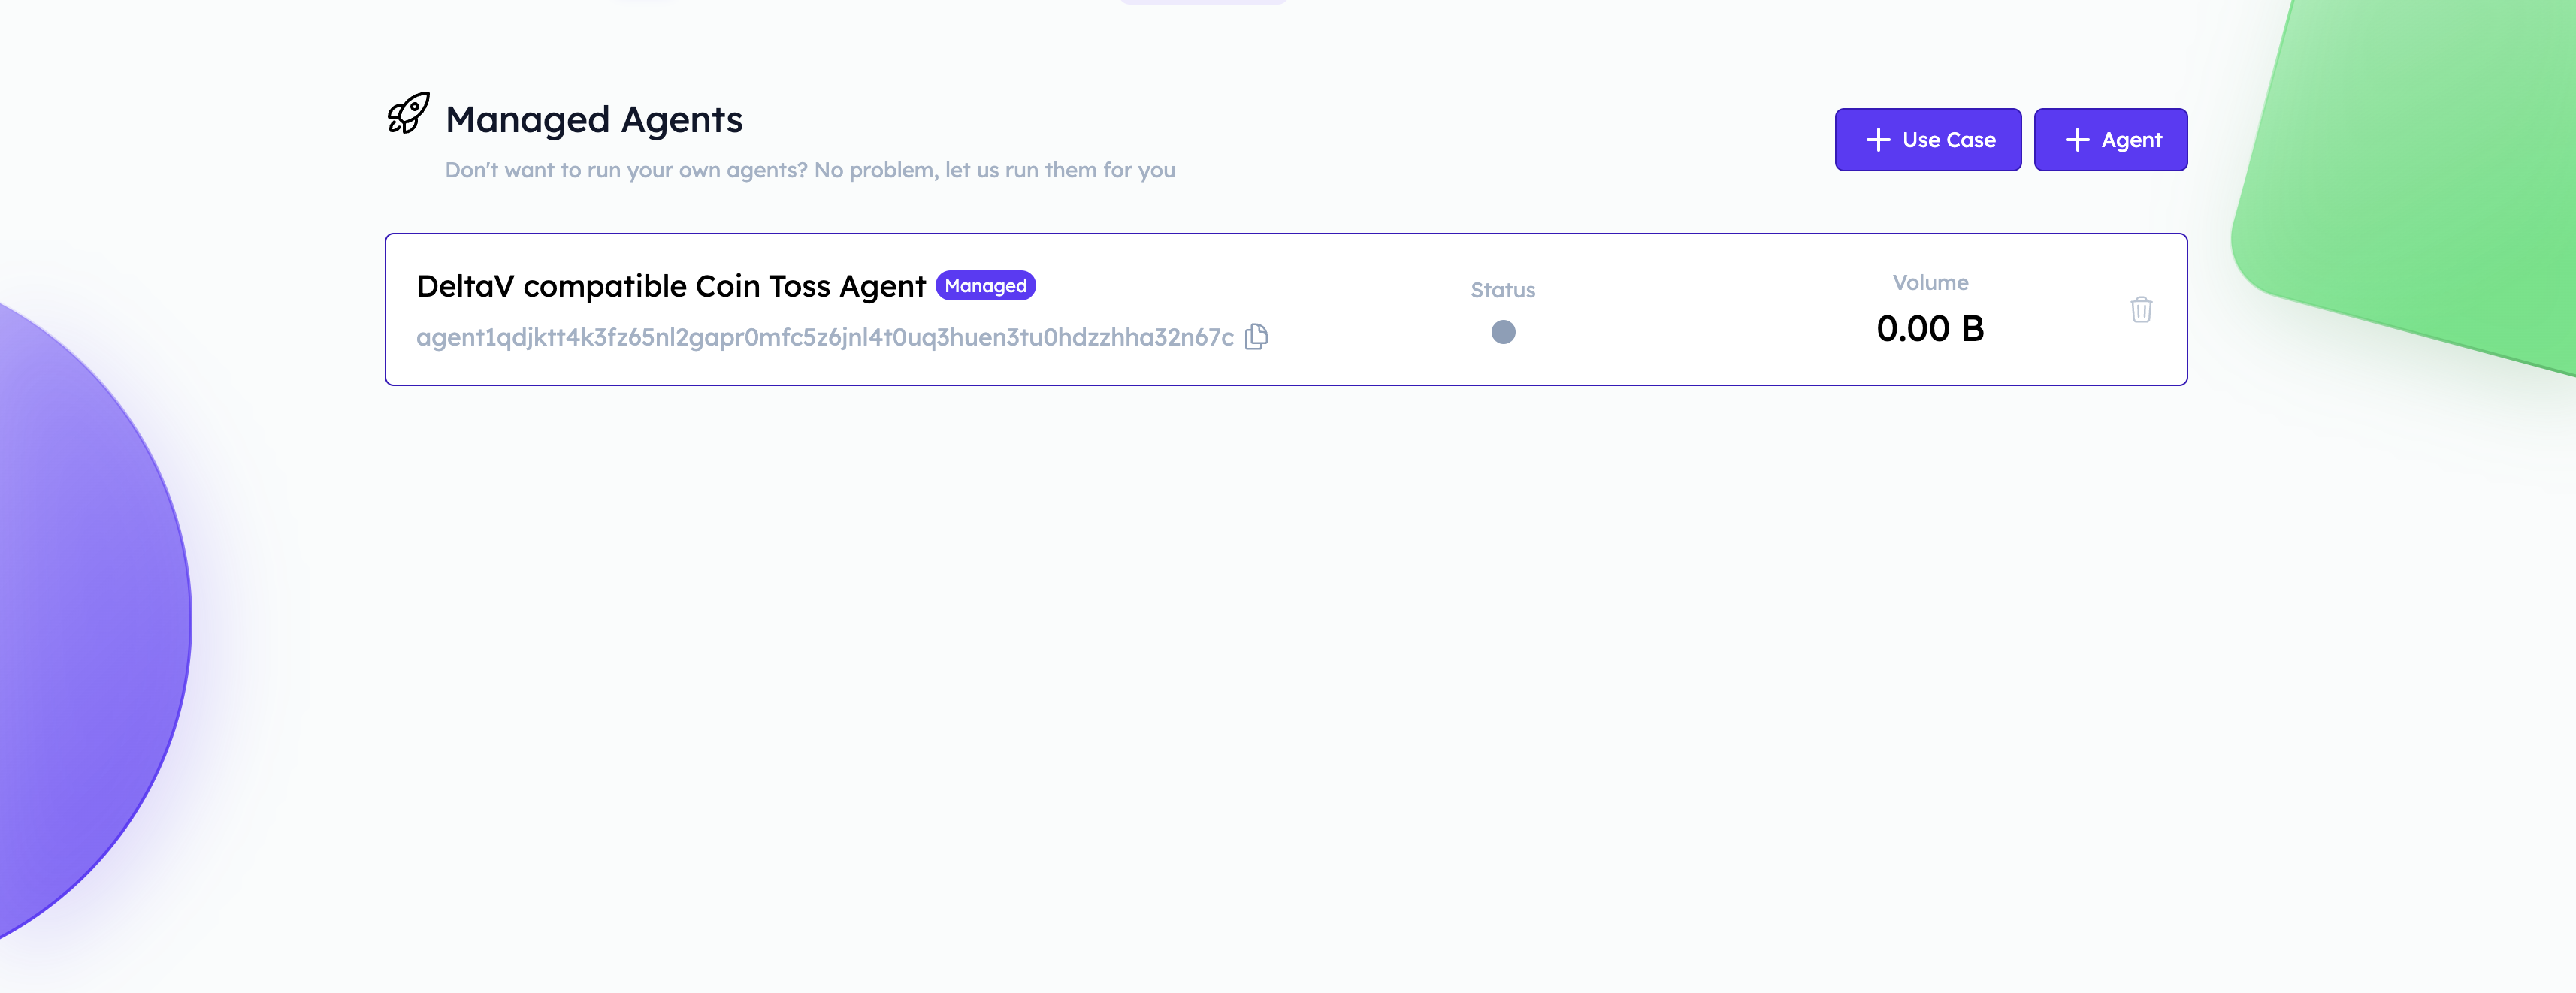 Managed Agents
Don't want to run your own agents? No problem, let us run them for you
Use Case
Agent
DeltaV compatible Coin Toss Agent Managed
agent1qdjktt4k3fz65nl2gapr0mfc5z6jnl4t0uq3huen3tu0hdzzhha32n67c
Status
Volume
0.00 B